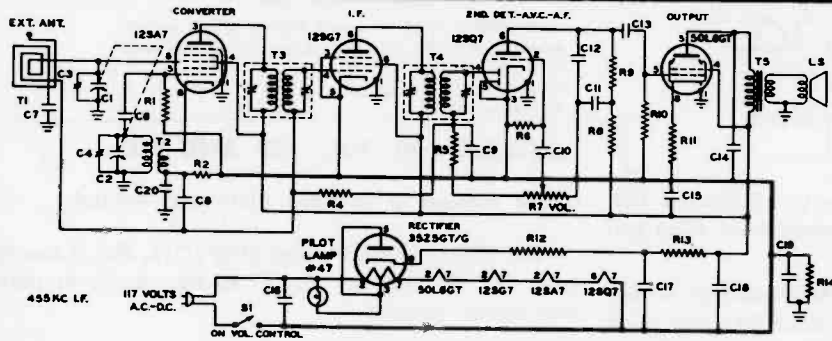 CONVERTER
I.F.
2ND. DET.-A.V.C.-A.F.
OUTPUT
EXT. ANT.
12SA7
12SG7
12SQ7
50L6GT
T1
C7
C3
C1
C6
R1
C4
C2
T2
C20
R2
C8
T3
R4
T4
R5
C9
R6
C10
R7 VOL.
C11
C12
C13
R9
R8
R10
R11
C15
C14
T5
L.S.
RECTIFIER
35Z5GT/G
PILOT
LAMP
#47
R12
R13
50L6GT
12SG7
12SA7
12SQ7
455KC I.F.
117 VOLTS
A.C.-D.C.
C16
S1
ON VOL. CONTROL
C17
C18
R14